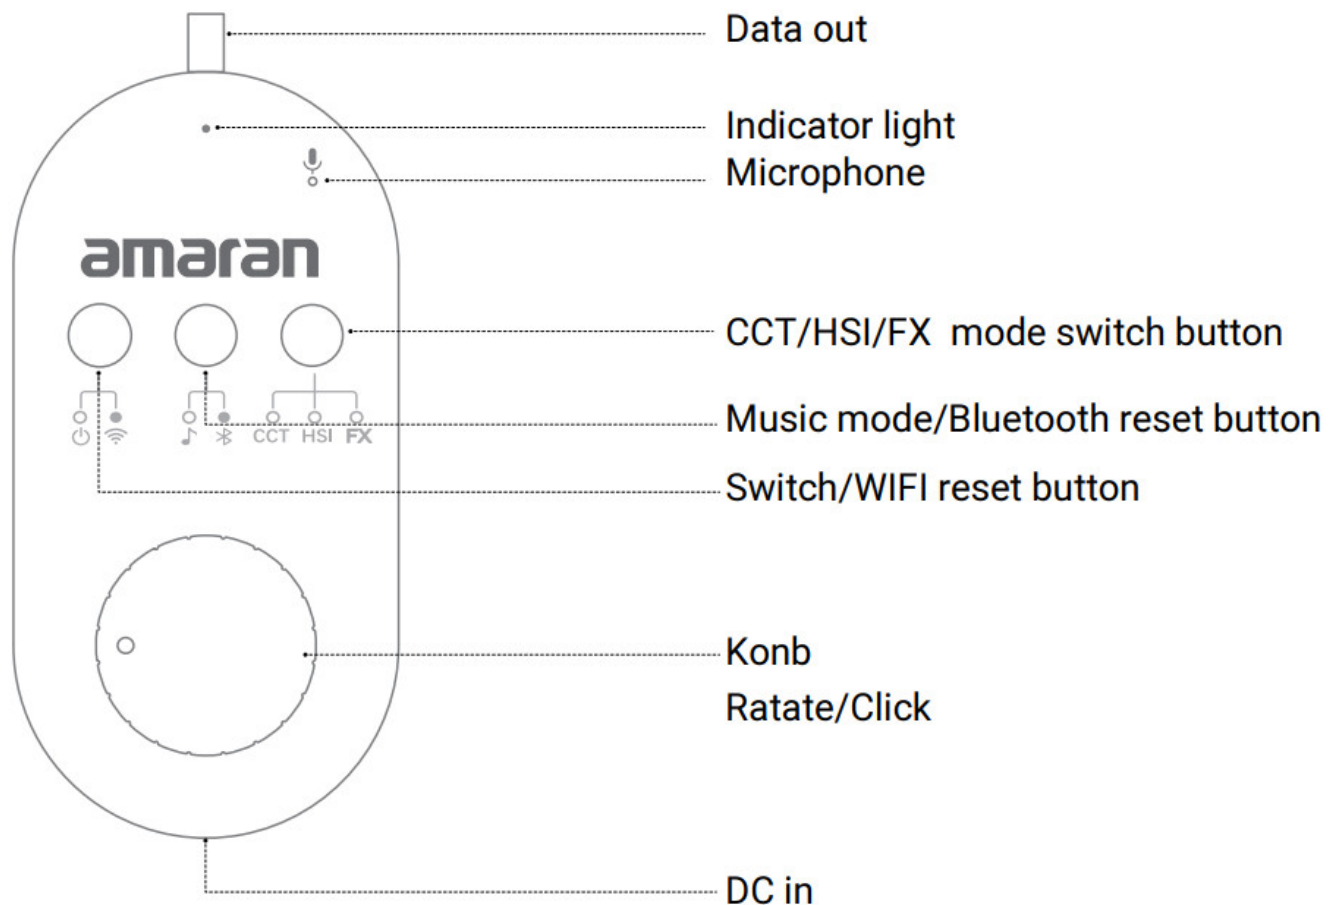 Data out
Indicator light
Microphone
amaran
CCT/HSI/FX mode switch button
CCT HSI FX
Music mode/Bluetooth reset button
Switch/WIFI reset button
Konb
Ratate/Click
DC in